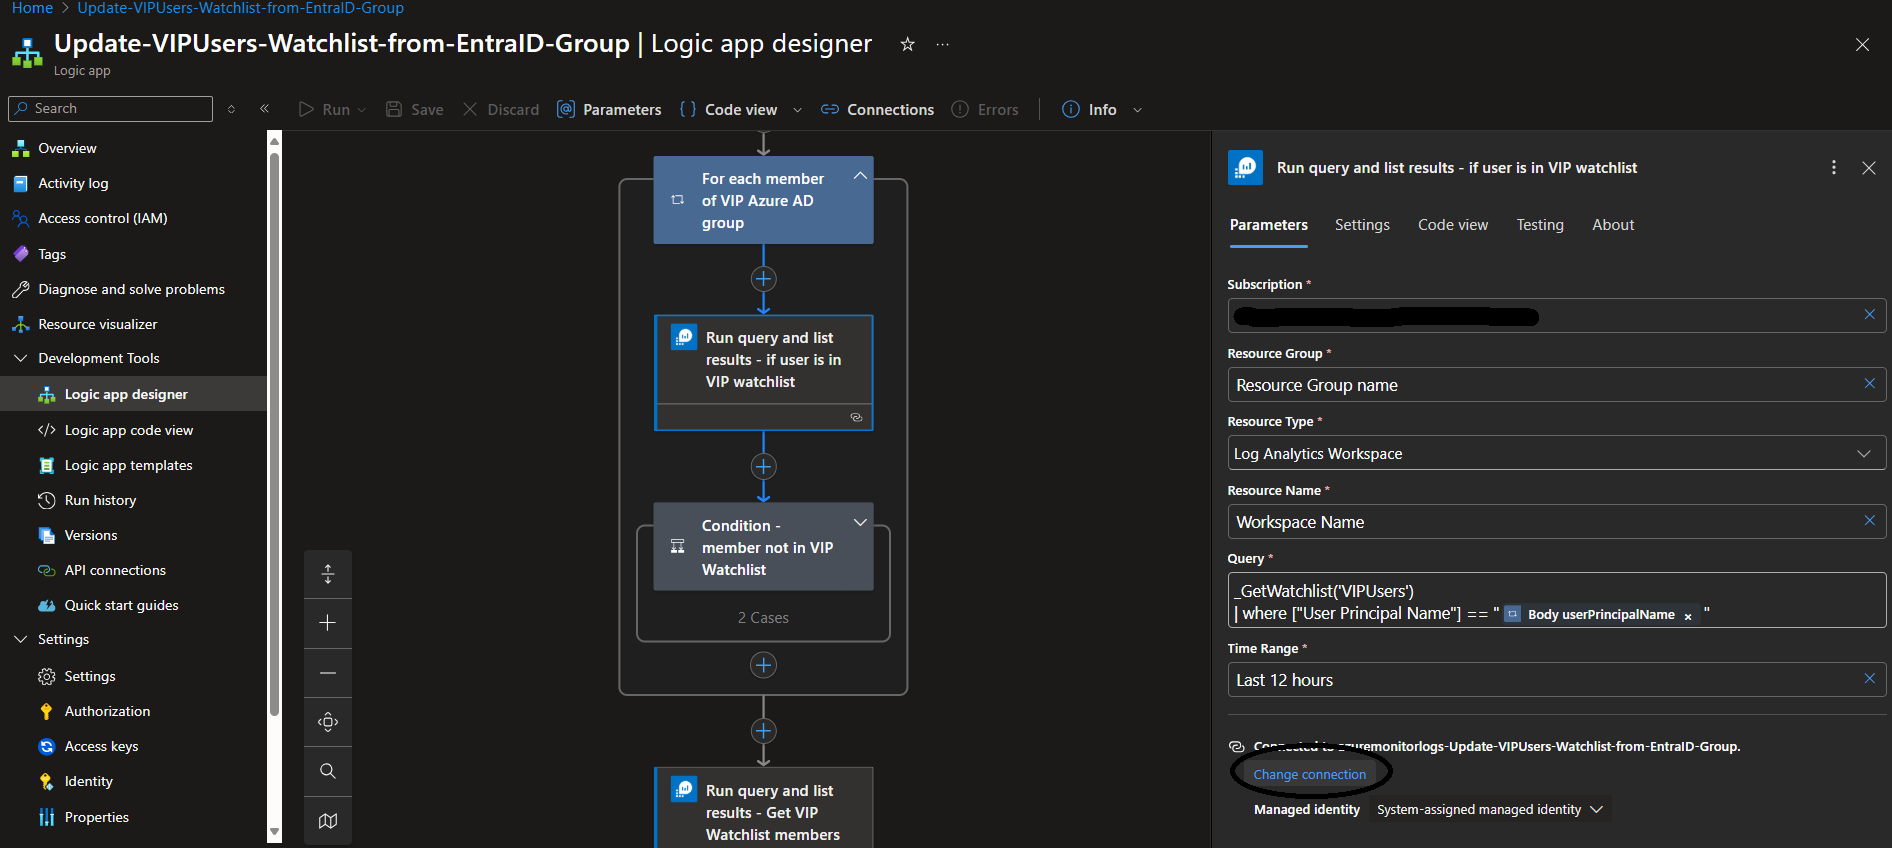 Home > Update-VIPUsers-Watchlist-from-EntraID-Group
Update-VIPUsers-Watchlist-from-EntraID-Group | Logic app designer
Logic app
Search
Run
Save
Discard
Parameters
Code view
Connections
Errors
Info
Overview
Activity log
Access control (IAM)
Tags
Diagnose and solve problems
Resource visualizer
Development Tools
Logic app designer
Logic app code view
Logic app templates
Run history
Versions
API connections
Quick start guides
Settings
Settings
Authorization
Access keys
Identity
Properties
For each member
of VIP Azure AD
group
Run query and list
results - if user is in
VIP watchlist
Condition -
member not in VIP
Watchlist
2 Cases
Run query and list
results - Get VIP
Watchlist members
Run query and list results - if user is in VIP watchlist
Parameters
Settings
Code view
Testing
About
Subscription *
Resource Group *
Resource Group name
Resource Type *
Log Analytics Workspace
Resource Name *
Workspace Name
Query *
_GetWatchlist('VIPUsers')
| where ["User Principal Name"] == " Body userPrincipalName × "
Time Range *
Last 12 hours
Connected to azuremonitorlogs-Update-VIPUsers-Watchlist-from-EntraID-Group.
Change connection
Managed identity System-assigned managed identity